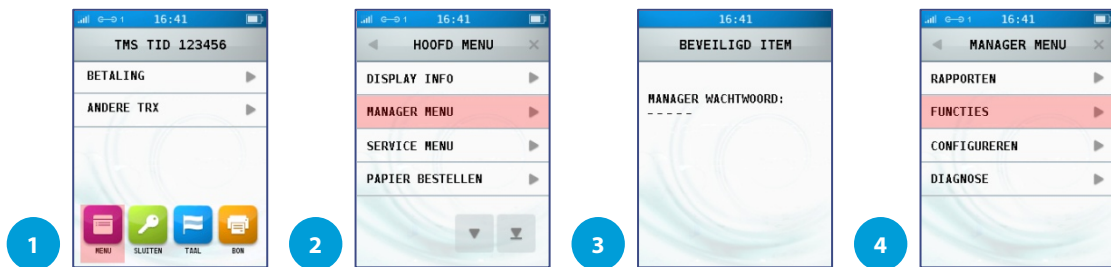 16:41
TMS TID 123456
BETALING
ANDERE TRX
MENU SLUITEN TAAL BON
1
1 16:41
HOOFD MENU
DISPLAY INFO
MANAGER MENU
SERVICE MENU
PAPIER BESTELLEN
2
16:41
BEVEILIGD ITEM
MANAGER WACHTWOORD:
- - - - -
3
1 16:41
MANAGER MENU
RAPPORTEN
FUNCTIES
CONFIGUREREN
DIAGNOSE
4